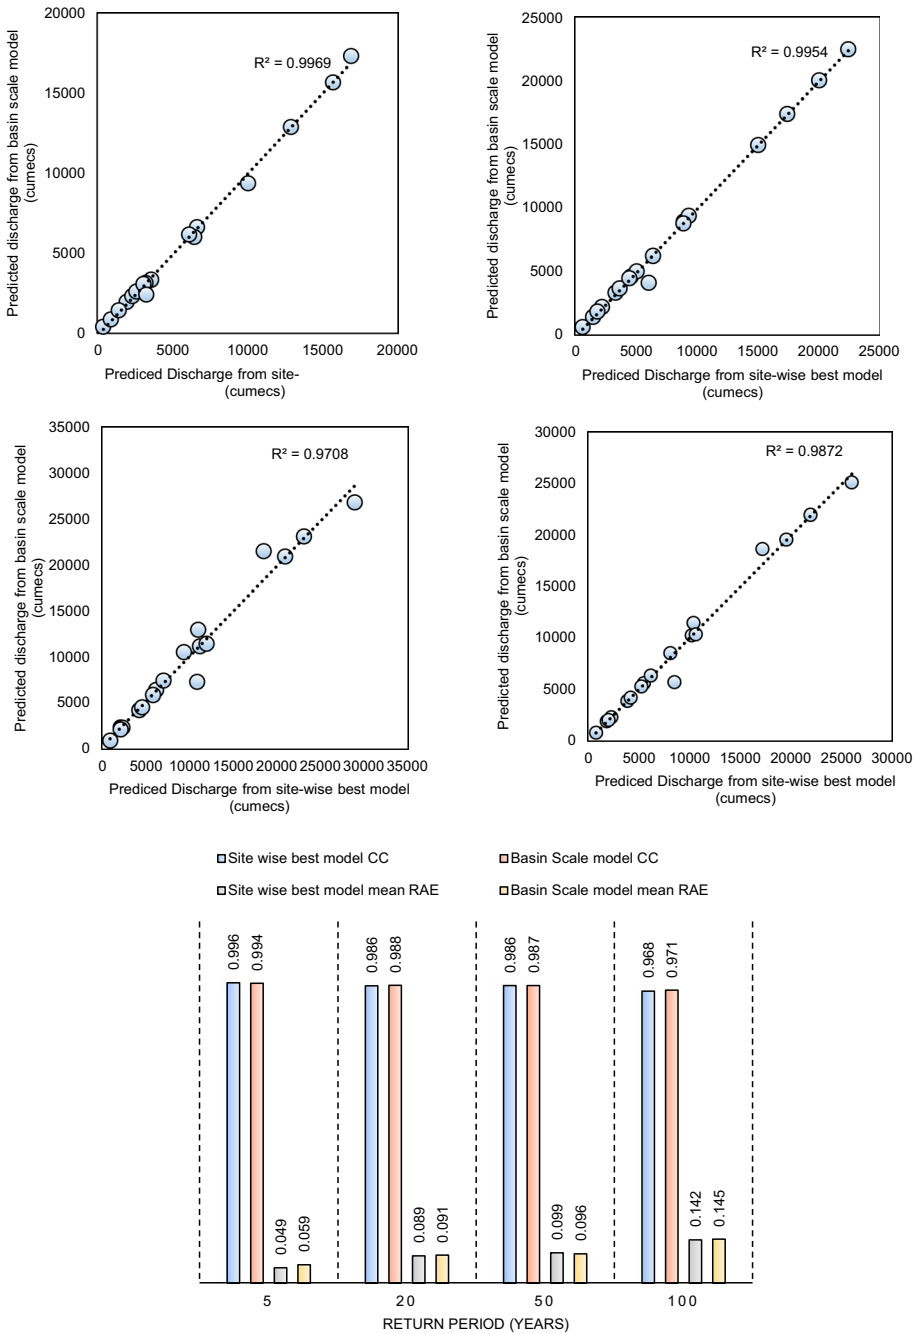 Predicted discharge from basin scale model
(cumecs)
20000
15000
10000
5000
0
R² = 0.9969
0 5000 10000 15000 20000
Prediced Discharge from site-
(cumecs)
Predicted discharge from basin scale model
(cumecs)
25000
20000
15000
10000
5000
0
R² = 0.9954
0 5000 10000 15000 20000 25000
Prediced Discharge from site-wise best model
(cumecs)
Predicted discharge from basin scale model
(cumecs)
35000
30000
25000
20000
15000
10000
5000
0
R² = 0.9708
0 5000 10000 15000 20000 25000 30000 35000
Prediced Discharge from site-wise best model
(cumecs)
Predicted discharge from basin scale model
(cumecs)
30000
25000
20000
15000
10000
5000
0
R² = 0.9872
0 5000 10000 15000 20000 25000 30000
Prediced Discharge from site-wise best model
(cumecs)
Site wise best model CC
Basin Scale model CC
Site wise best model mean RAE
Basin Scale model mean RAE
0.996 0.994 0.049 0.059
0.986 0.988 0.089 0.091
0.986 0.987 0.099 0.096
0.968 0.971 0.142 0.145
5 20 50 100
RETURN PERIOD (YEARS)